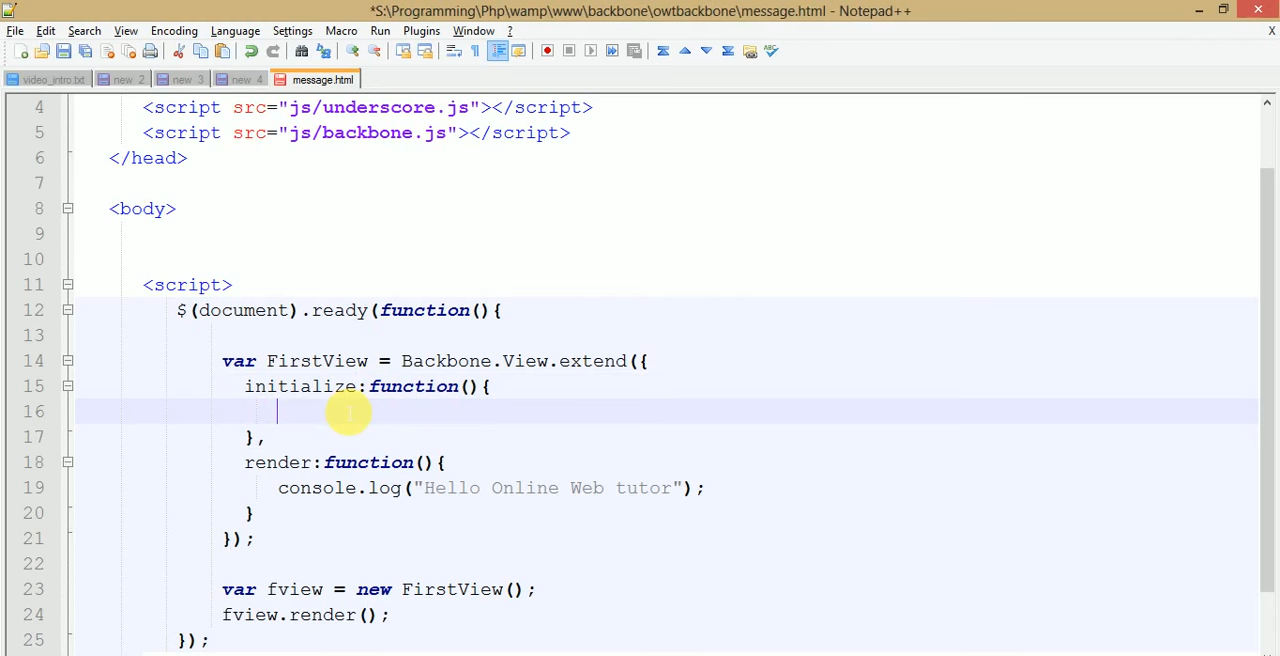 *S:\Programming\Php\wamp\www\backbone\owtbackbone\message.html - Notepad++
File Edit Search View Encoding Language Settings Macro Run Plugins Window ? X
video_intro.txt new 2 new 3 new 4 message.html
4 <script src="js/underscore.js"></script>
5 <script src="js/backbone.js"></script>
6 </head>
7
8 <body>
9
10
11 <script>
12 $(document).ready(function(){
13
14 var FirstView = Backbone.View.extend({
15 initialize:function(){
16
17 },
18 render:function(){
19 console.log("Hello Online Web tutor");
20 }
21 });
22
23 var fview = new FirstView();
24 fview.render();
25 });